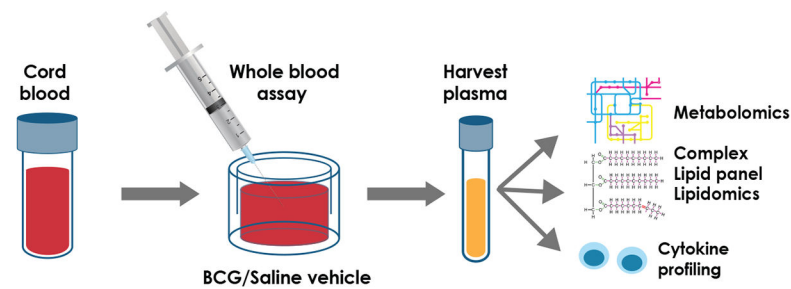 Cord
blood
Whole blood
assay
BCG/Saline vehicle
Harvest
plasma
Metabolomics
Complex
Lipid panel
Lipidomics
Cytokine
profiling